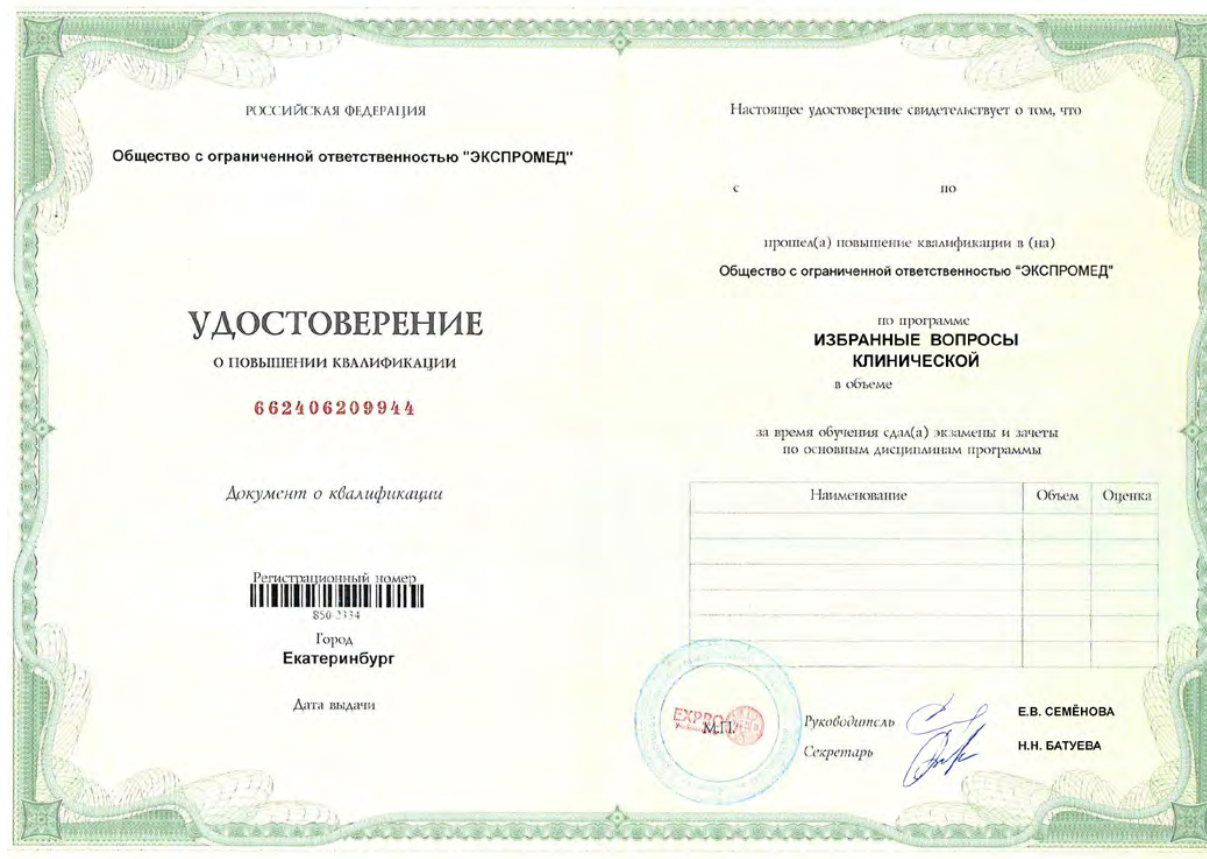 РОССИЙСКАЯ ФЕДЕРАЦИЯ
Общество с ограниченной ответственностью "ЭКСПРОМЕД"
УДОСТОВЕРЕНИЕ
О ПОВЫШЕНИИ КВАЛИФИКАЦИИ
662406209944
Документ о квалификации
Регистрационный номер
850-2334
Город
Екатеринбург
Дата выдачи
Настоящее удостоверение свидетельствует о том, что
с по
прошел(а) повышение квалификации в (на)
Общество с ограниченной ответственностью "ЭКСПРОМЕД"
по программе
ИЗБРАННЫЕ ВОПРОСЫ
КЛИНИЧЕСКОЙ
в объеме
за время обучения сдал(а) экзамены и зачеты
по основным дисциплинам программы
Наименование Объем Оценка
М.П.
Руководитель Е.В. СЕМЁНОВА
Секретарь Н.Н. БАТУЕВА